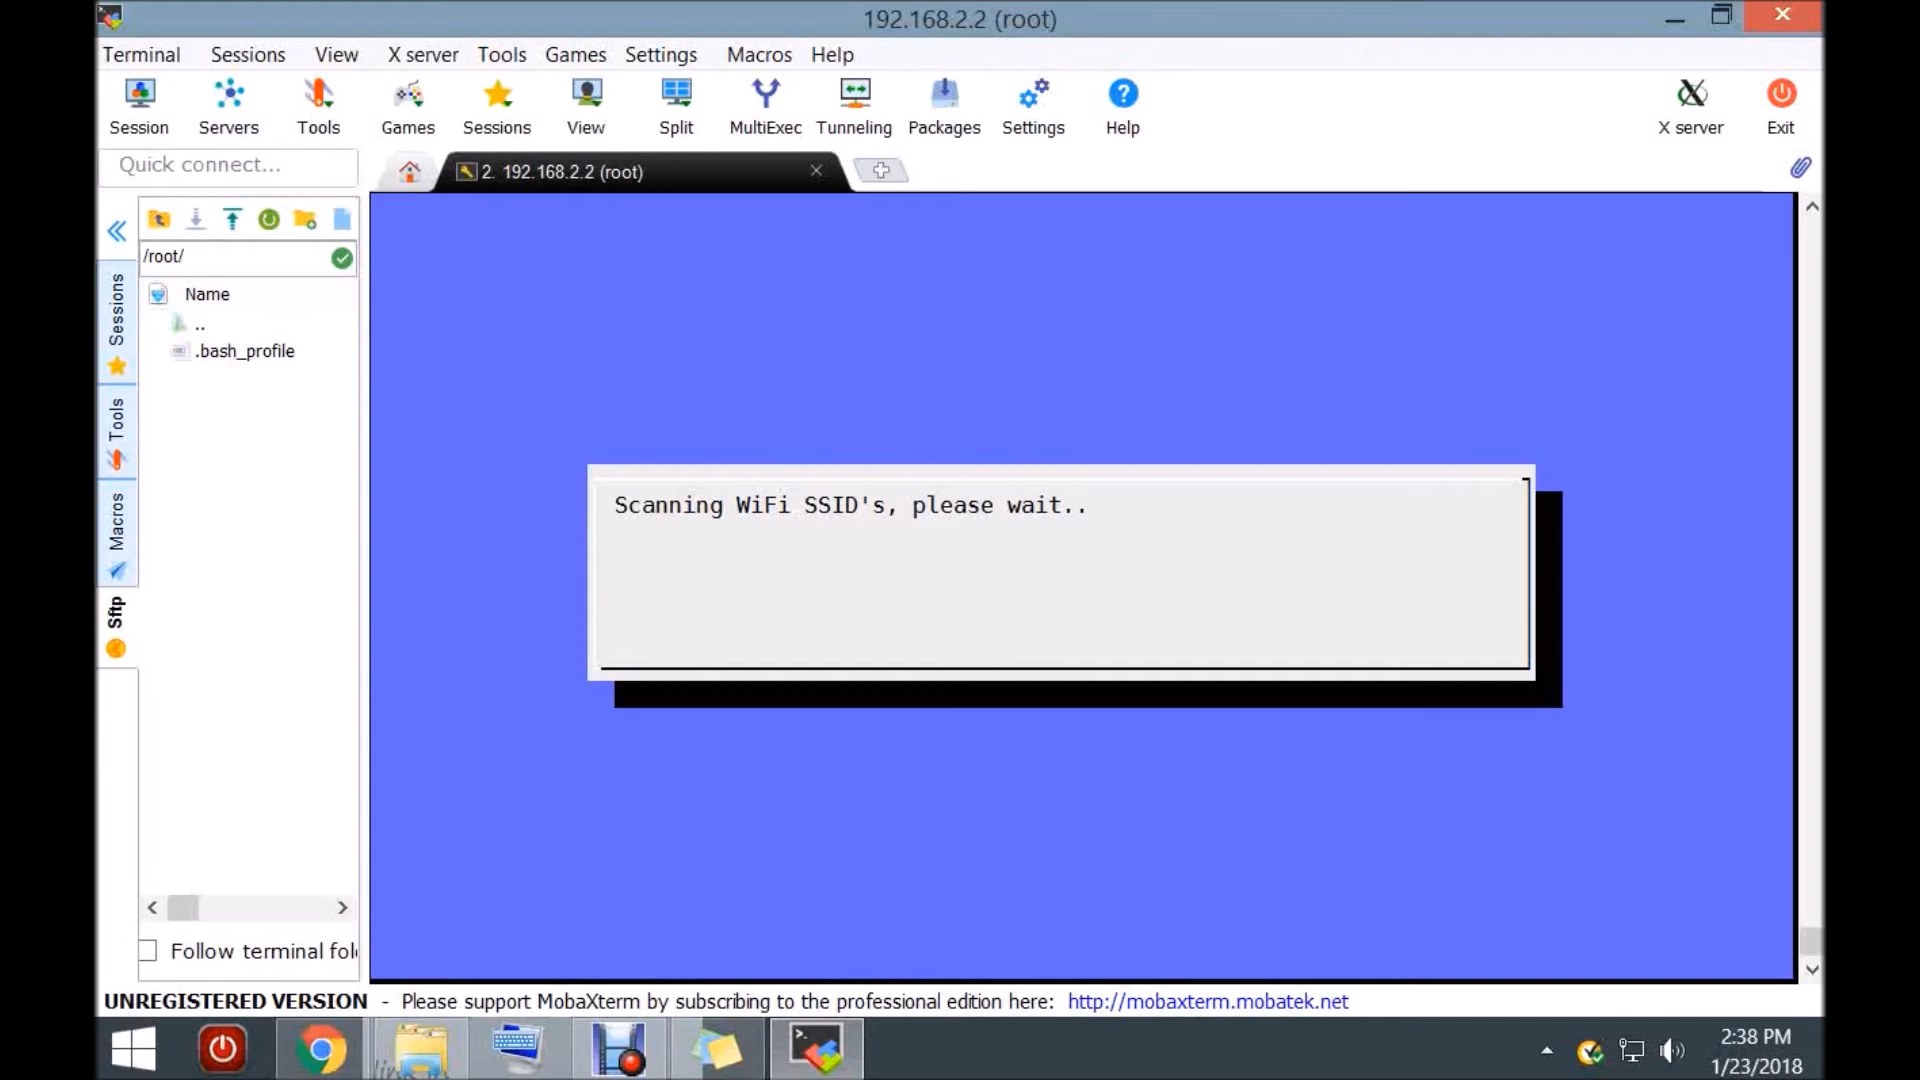 192.168.2.2 (root)
Terminal Sessions View X server Tools Games Settings Macros Help
Session Servers Tools Games Sessions View Split MultiExec Tunneling Packages Settings Help X server Exit
Quick connect...
2. 192.168.2.2 (root)
/root/
Name
..
.bash_profile
Sessions
Tools
Macros
Sftp
Scanning WiFi SSID's, please wait..
Follow terminal fol
UNREGISTERED VERSION - Please support MobaXterm by subscribing to the professional edition here: http://mobaxterm.mobatek.net
2:38 PM
1/23/2018